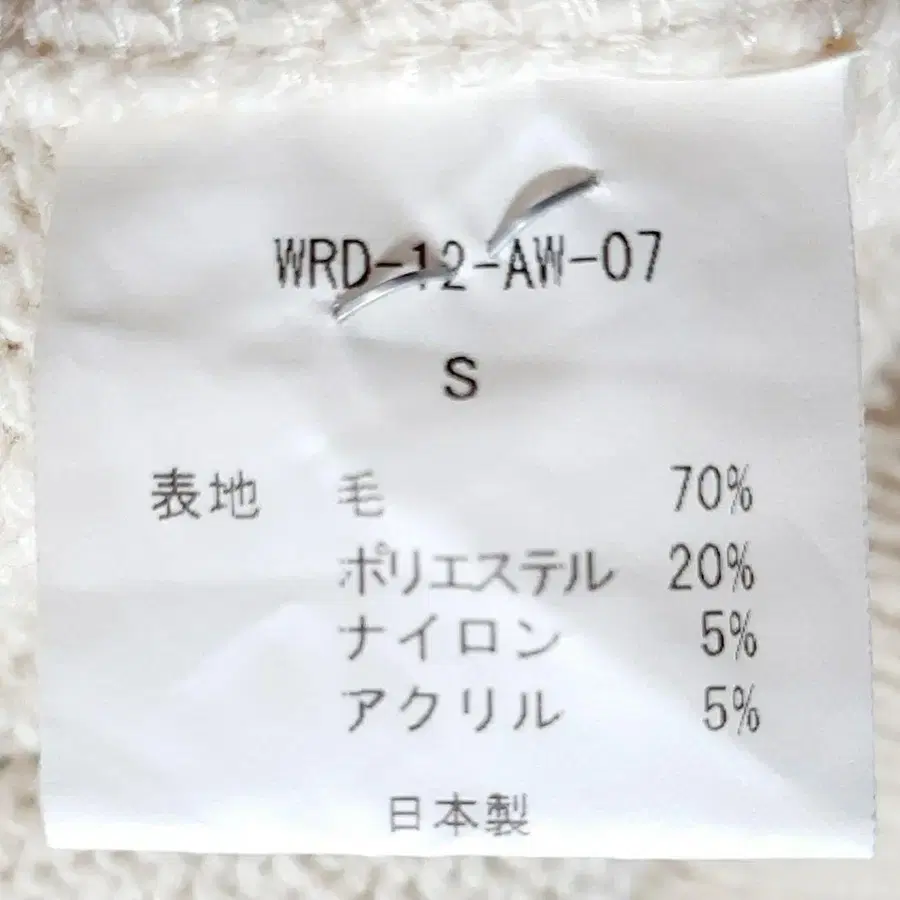 WRD-12-AW-07
S
表地 毛 70%
ポリエステル 20%
ナイロン 5%
アクリル 5%
日本製